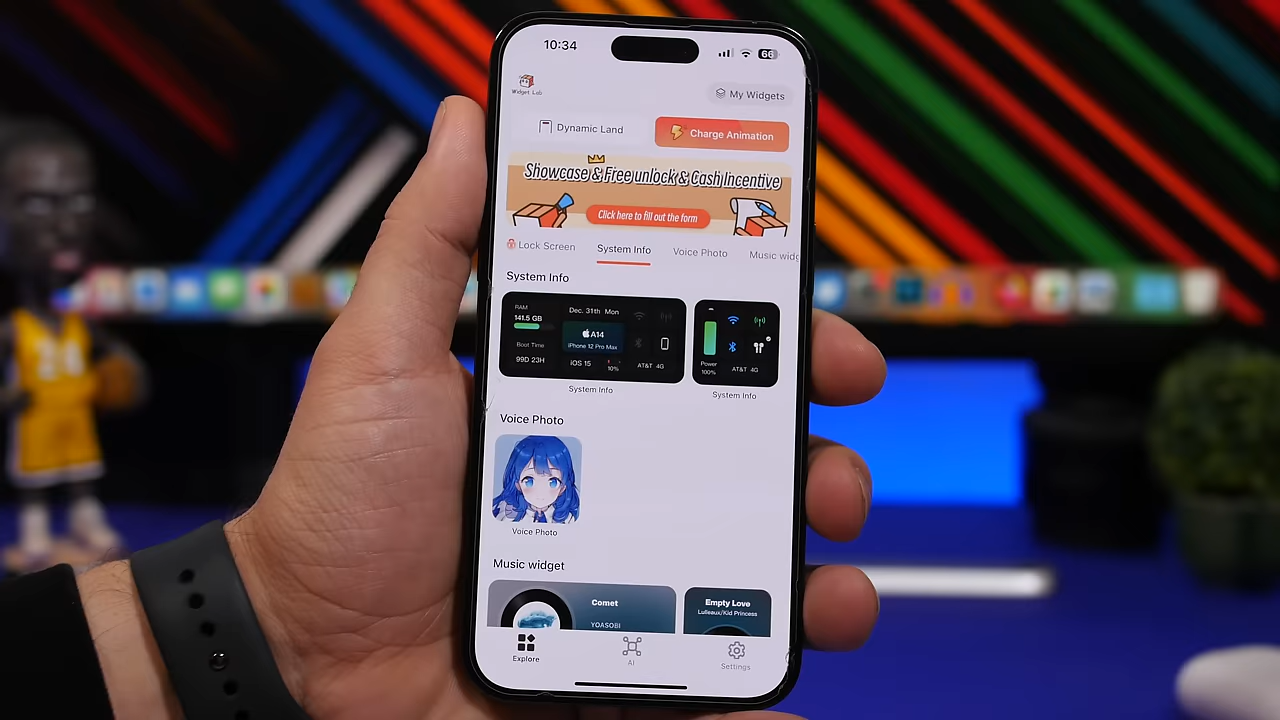 10:34
66
Widget Lab
My Widgets
Dynamic Land
Charge Animation
Showcase & Free unlock & Cash Incentive
Click here to fill out the form
Lock Screen
System Info
Voice Photo
Music widg
System Info
RAM
141.5 GB
Boot Time
99D 23H
Dec. 31th Mon
A14
iPhone 12 Pro Max
iOS 15
10%
AT&T 4G
Power
100%
AT&T 4G
System Info
System Info
Voice Photo
Voice Photo
Music widget
Comet
YOASOBI
Empty Love
Lulleaux/Kid Princess
Explore
AI
Settings
24